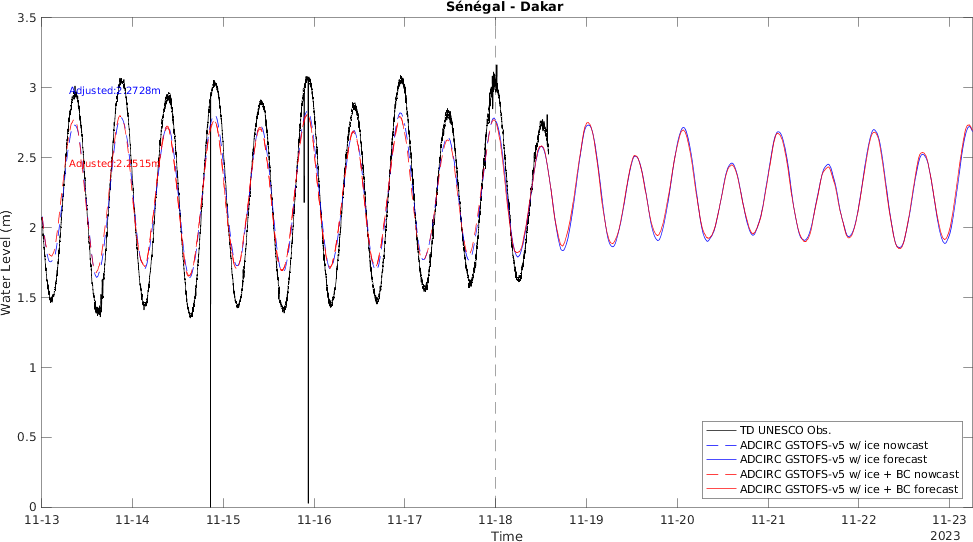 Sénégal - Dakar
3.5
3
2.5
2
1.5
1
0.5
0
Water Level (m)
Adjusted:2.2728m
Adjusted:2.2515m
TD UNESCO Obs.
ADCIRC GSTOFS-v5 w/ ice nowcast
ADCIRC GSTOFS-v5 w/ ice forecast
ADCIRC GSTOFS-v5 w/ ice + BC nowcast
ADCIRC GSTOFS-v5 w/ ice + BC forecast
11-13 11-14 11-15 11-16 11-17 11-18 11-19 11-20 11-21 11-22 11-23
Time
2023